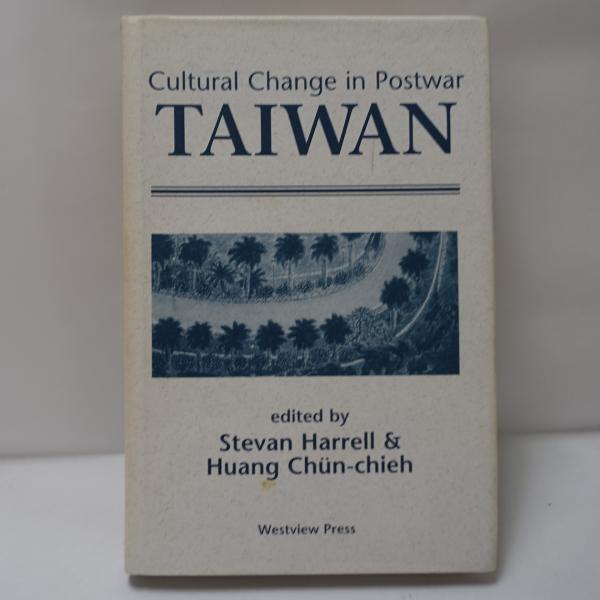 Cultural Change in Postwar
TAIWAN
edited by
Stevan Harrell &
Huang Chün-chieh
Westview Press